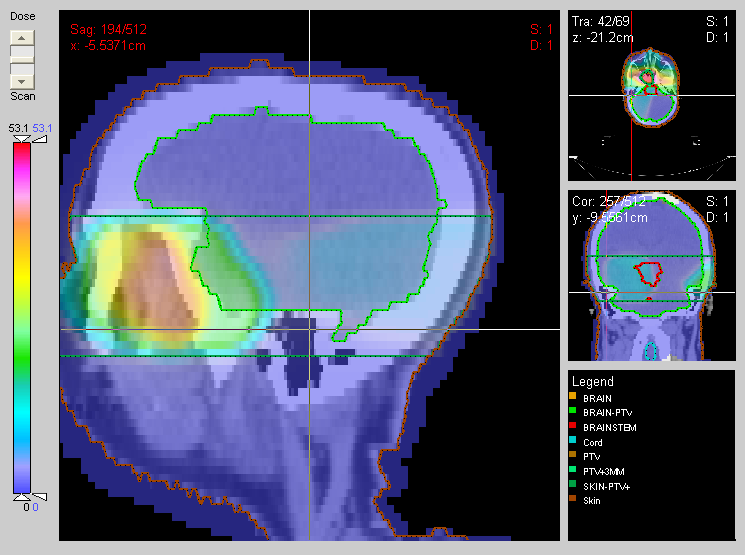 Dose
Scan
53.1 53.1
0 0
Sag: 194/512
x: -5.5371cm
S: 1
D: 1
Tra: 42/69
z: -21.2cm
S: 1
D: 1
Cor: 257/512
y: -9.5561cm
S: 1
D: 1
Legend
BRAIN
BRAIN-PTV
BRAINSTEM
Cord
PTV
PTV+3MM
SKIN-PTV+
Skin